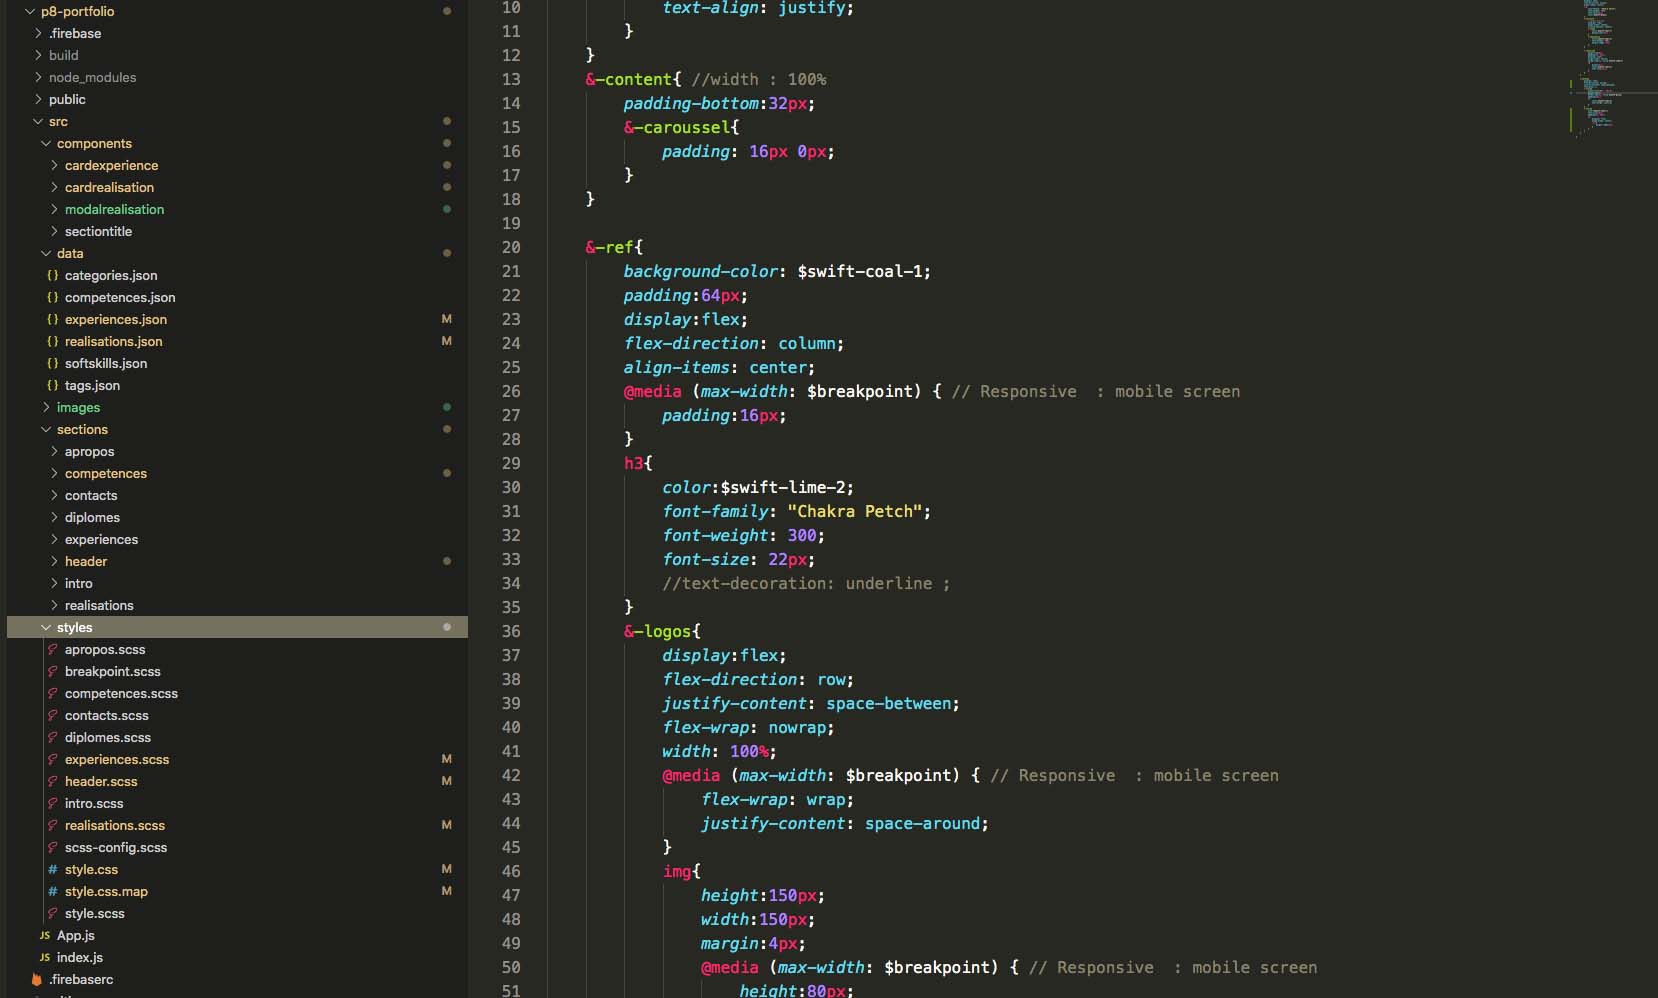 p8-portfolio
.firebase
build
node_modules
public
src
components
cardexperience
cardrealisation
modalrealisation
sectiontitle
data
{} categories.json
{} competences.json
{} experiences.json M
{} realisations.json M
{} softskills.json
{} tags.json
images
sections
apropos
competences
contacts
diplomes
experiences
header
intro
realisations
styles
apropos.scss
breakpoint.scss
competences.scss
contacts.scss
diplomes.scss
experiences.scss M
header.scss M
intro.scss
realisations.scss M
scss-config.scss
# style.css M
# style.css.map M
style.scss
JS App.js
JS index.js
.firebaserc
10 text-align: justify;
11 }
12 }
13 &-content{ //width : 100%
14 padding-bottom:32px;
15 &-caroussel{
16 padding: 16px 0px;
17 }
18 }
19
20 &-ref{
21 background-color: $swift-coal-1;
22 padding:64px;
23 display:flex;
24 flex-direction: column;
25 align-items: center;
26 @media (max-width: $breakpoint) { // Responsive  : mobile screen
27 padding:16px;
28 }
29 h3{
30 color:$swift-lime-2;
31 font-family: "Chakra Petch";
32 font-weight: 300;
33 font-size: 22px;
34 //text-decoration: underline ;
35 }
36 &-logos{
37 display:flex;
38 flex-direction: row;
39 justify-content: space-between;
40 flex-wrap: nowrap;
41 width: 100%;
42 @media (max-width: $breakpoint) { // Responsive  : mobile screen
43 flex-wrap: wrap;
44 justify-content: space-around;
45 }
46 img{
47 height:150px;
48 width:150px;
49 margin:4px;
50 @media (max-width: $breakpoint) { // Responsive  : mobile screen
51 height:80px;